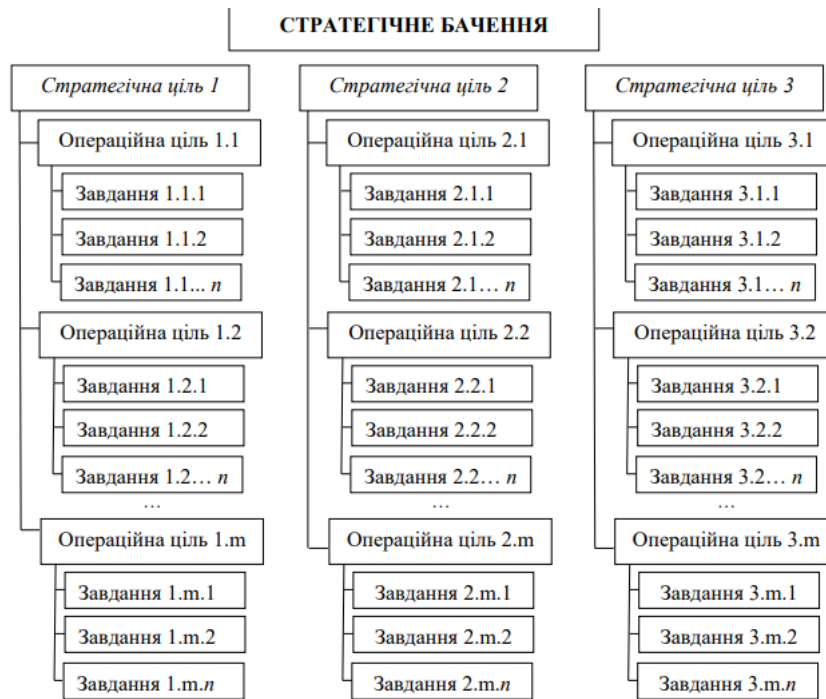 СТРАТЕГІЧНЕ БАЧЕННЯ
Стратегічна ціль 1
Операційна ціль 1.1
Завдання 1.1.1
Завдання 1.1.2
Завдання 1.1... n
Операційна ціль 1.2
Завдання 1.2.1
Завдання 1.2.2
Завдання 1.2… n
…
Операційна ціль 1.m
Завдання 1.m.1
Завдання 1.m.2
Завдання 1.m.n
Стратегічна ціль 2
Операційна ціль 2.1
Завдання 2.1.1
Завдання 2.1.2
Завдання 2.1… n
Операційна ціль 2.2
Завдання 2.2.1
Завдання 2.2.2
Завдання 2.2… n
…
Операційна ціль 2.m
Завдання 2.m.1
Завдання 2.m.2
Завдання 2.m.n
Стратегічна ціль 3
Операційна ціль 3.1
Завдання 3.1.1
Завдання 3.1.2
Завдання 3.1… n
Операційна ціль 3.2
Завдання 3.2.1
Завдання 3.2.2
Завдання 3.2… n
…
Операційна ціль 3.m
Завдання 3.m.1
Завдання 3.m.2
Завдання 3.m.n